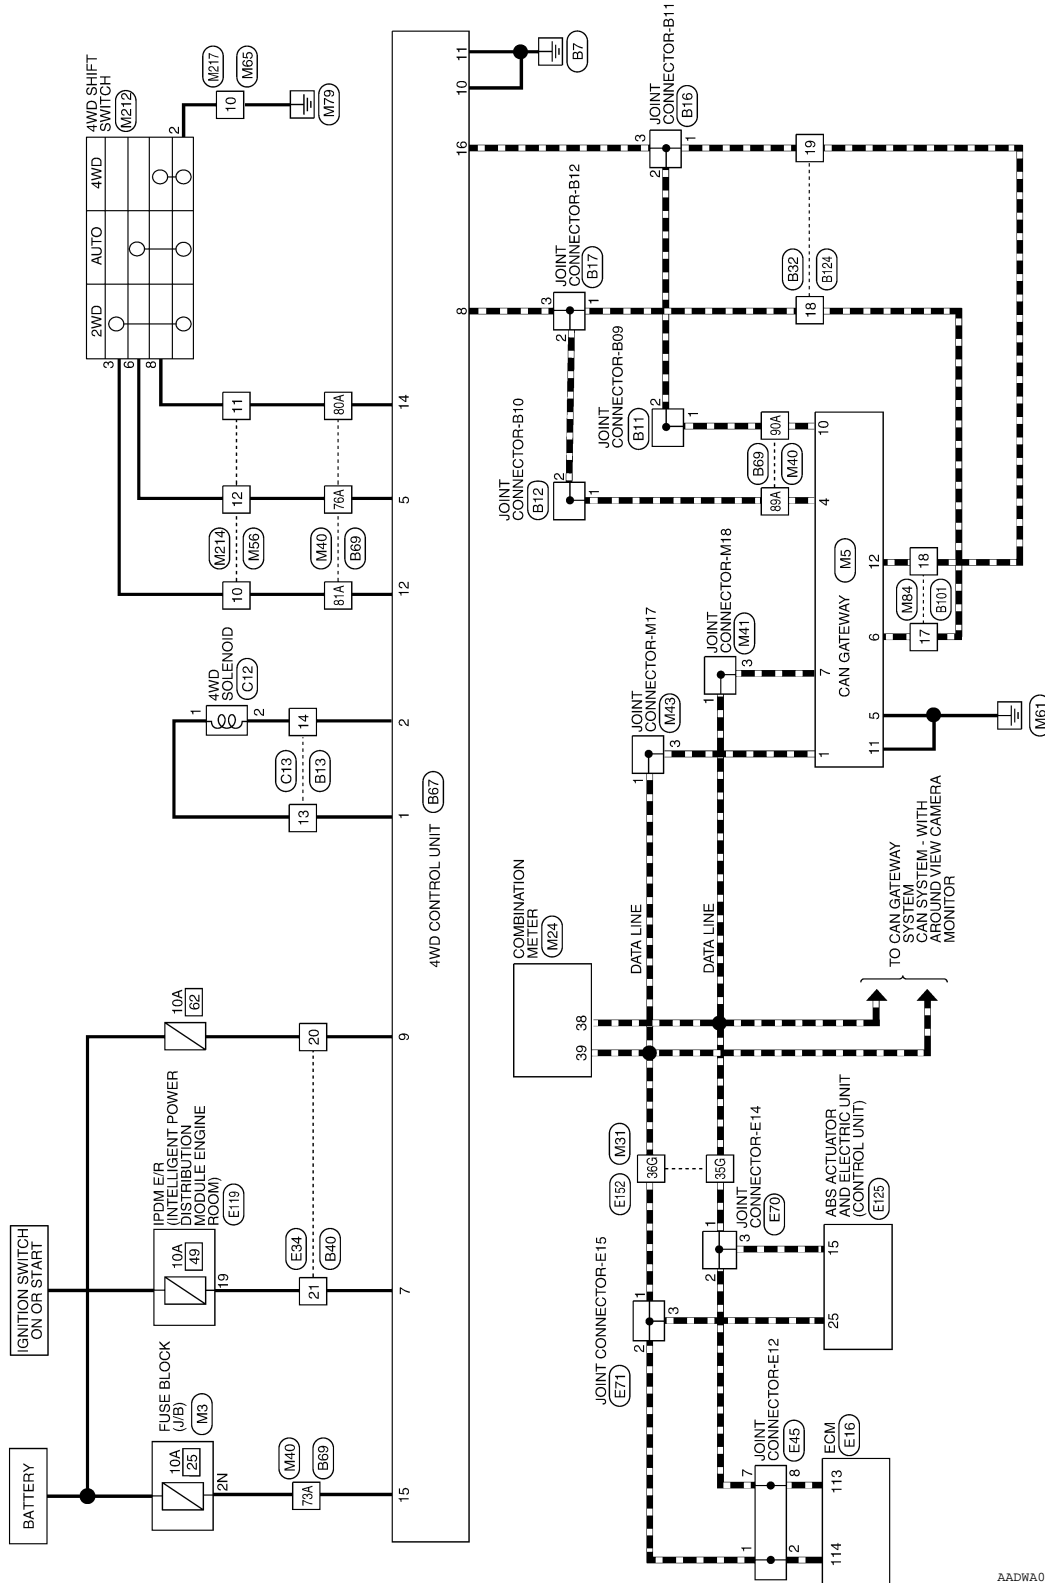 BATTERY
IGNITION SWITCH
ON OR START
FUSE BLOCK
(J/B)
M3
10A
25
2N
M40
B69
73A
15
IPDM E/R
(INTELLIGENT POWER
DISTRIBUTION
MODULE ENGINE
ROOM)
E119
10A
49
19
E34
B40
21
7
10A
62
20
9
4WD CONTROL UNIT
B67
4WD
SOLENOID
C12
1
2
C13
B13
13
14
1
2
4WD SHIFT
SWITCH
M212
2WD
AUTO
4WD
3
6
8
2
M217
M65
10
M79
M214
M56
10
12
11
M40
B69
81A
76A
80A
12
5
14
8
16
10
11
B7
JOINT
CONNECTOR-B11
B16
3
2
1
JOINT
CONNECTOR-B12
B17
3
2
1
JOINT
CONNECTOR-B09
B11
2
1
JOINT
CONNECTOR-B10
B12
2
1
B32
B124
18
19
B69
M40
89A
90A
4
10
CAN GATEWAY
M5
1
7
11
5
6
12
M84
B101
17
18
M61
JOINT
CONNECTOR-M18
M41
1
3
JOINT
CONNECTOR-M17
M43
1
3
DATA LINE
DATA LINE
COMBINATION
METER
M24
39
38
TO CAN GATEWAY
SYSTEM
CAN SYSTEM - WITH
AROUND VIEW CAMERA
MONITOR
M31
E152
36G
35G
JOINT
CONNECTOR-E14
E70
1
2
3
JOINT CONNECTOR-E15
E71
1
2
3
ABS ACTUATOR
AND ELECTRIC UNIT
(CONTROL UNIT)
E125
25
15
JOINT
CONNECTOR-E12
E45
1
7
2
8
ECM
E16
114
113
AADWA0